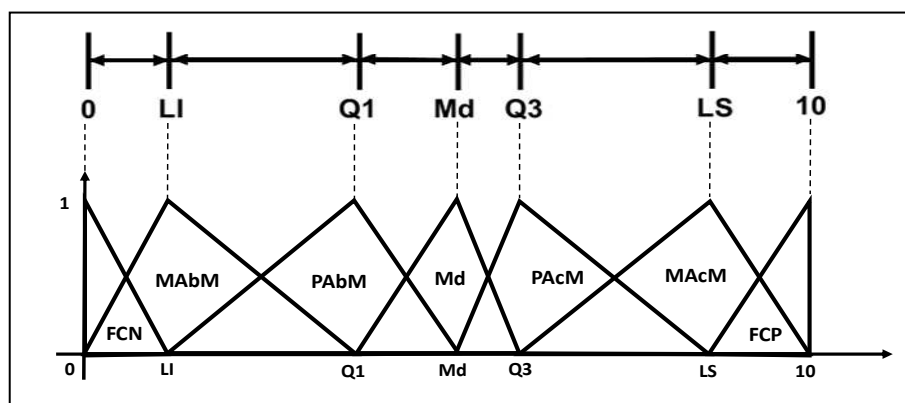 0 LI Q1 Md Q3 LS 10
1
MAbM PAbM Md PAcM MAcM
FCN FCP
0 LI Q1 Md Q3 LS 10